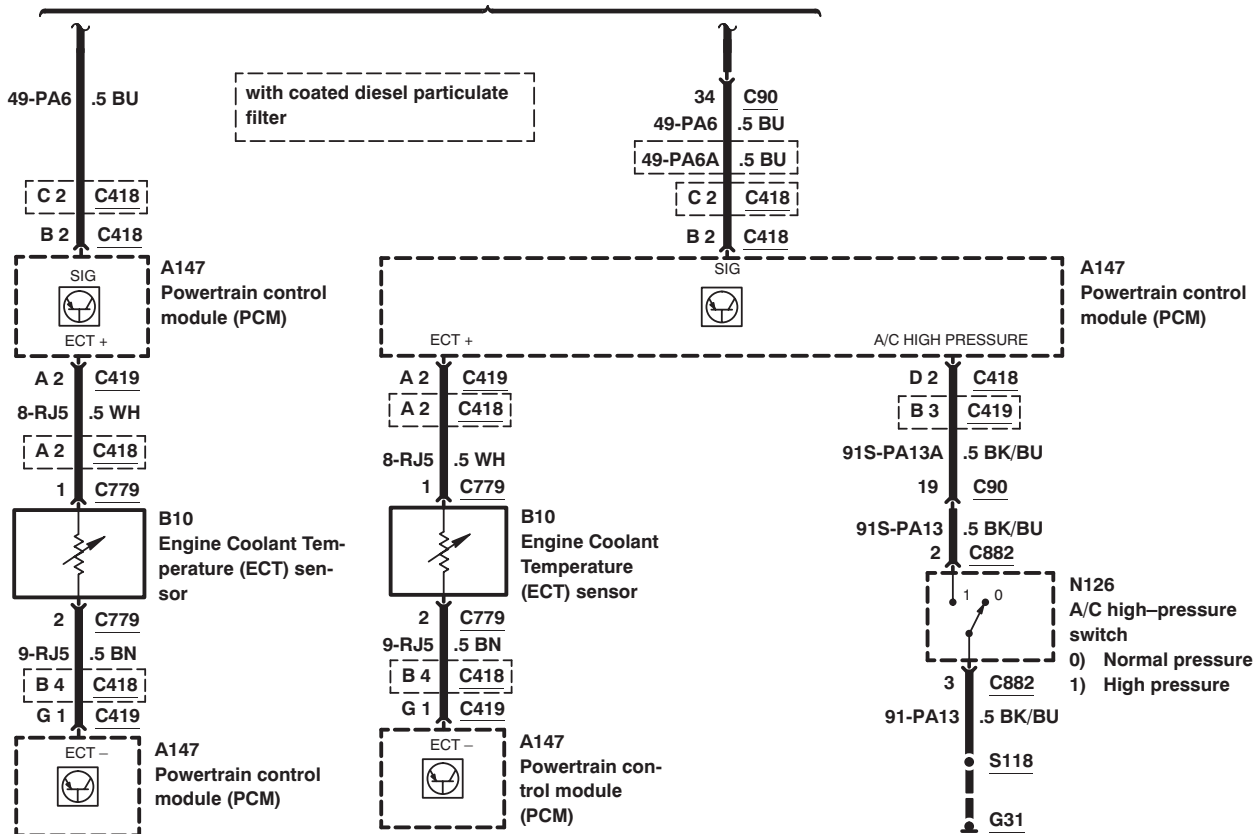 49-PA6 .5 BU
C 2 C418
B 2 C418
SIG
ECT +
A147
Powertrain control
module (PCM)
A 2 C419
8-RJ5 .5 WH
A 2 C418
1 C779
B10
Engine Coolant Tem-
perature (ECT) sen-
sor
2 C779
9-RJ5 .5 BN
B 4 C418
G 1 C419
ECT –
A147
Powertrain control
module (PCM)
with coated diesel particulate
filter
34 C90
49-PA6 .5 BU
49-PA6A .5 BU
C 2 C418
B 2 C418
SIG
ECT +
A/C HIGH PRESSURE
A147
Powertrain control
module (PCM)
A 2 C419
A 2 C418
8-RJ5 .5 WH
1 C779
B10
Engine Coolant
Temperature
(ECT) sensor
2 C779
9-RJ5 .5 BN
B 4 C418
G 1 C419
ECT –
A147
Powertrain con-
trol module
(PCM)
D 2 C418
B 3 C419
91S-PA13A .5 BK/BU
19 C90
91S-PA13 .5 BK/BU
2 C882
1 0
N126
A/C high–pressure
switch
0) Normal pressure
1) High pressure
3 C882
91-PA13 .5 BK/BU
S118
G31